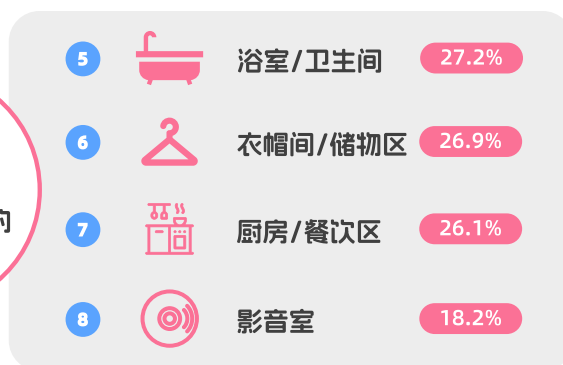 5 浴室/卫生间 27.2%
6 衣帽间/储物区 26.9%
的
7 厨房/餐饮区 26.1%
8 影音室 18.2%